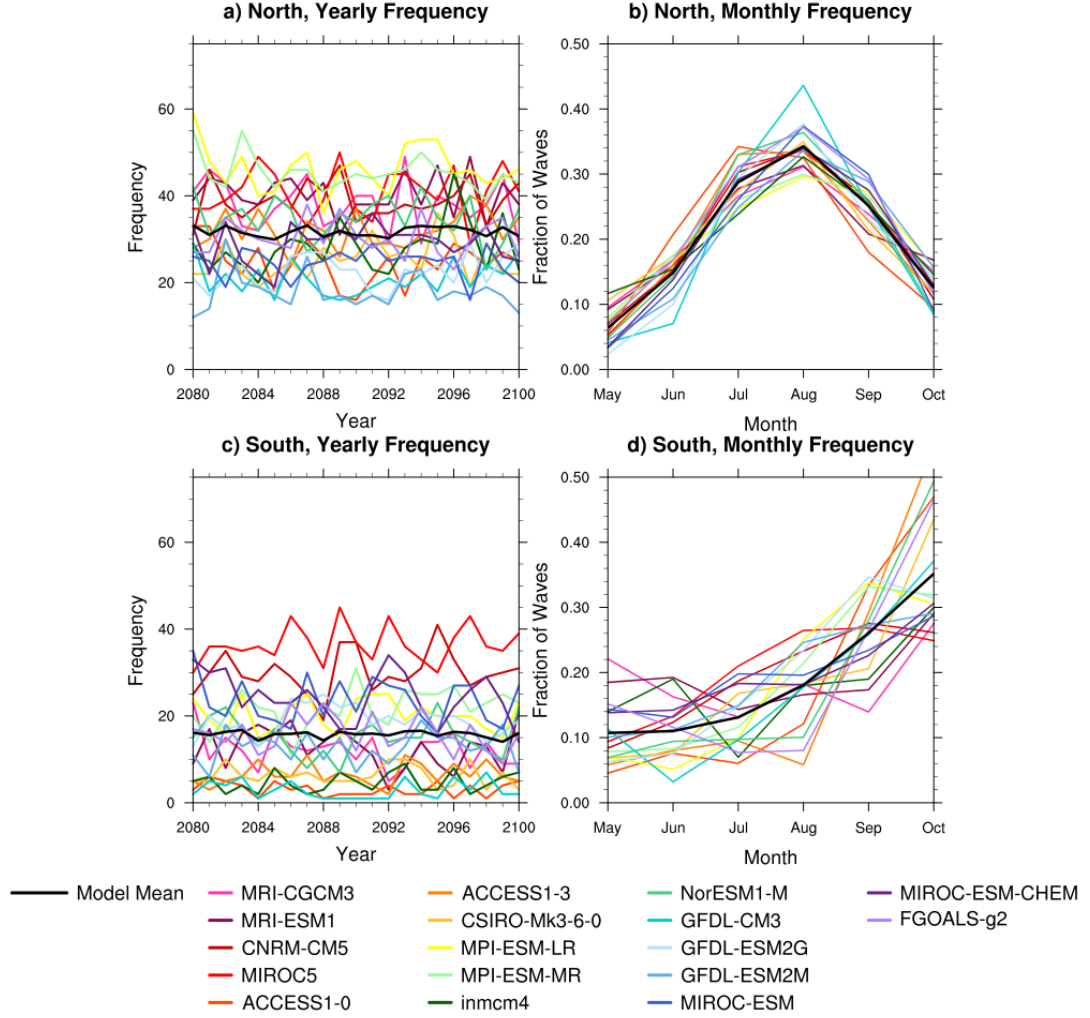 a) North, Yearly Frequency
Frequency
60
40
20
0
2080 2084 2088 2092 2096 2100
Year
b) North, Monthly Frequency
Fraction of Waves
0.50
0.40
0.30
0.20
0.10
0.00
May Jun Jul Aug Sep Oct
Month
c) South, Yearly Frequency
Frequency
60
40
20
0
2080 2084 2088 2092 2096 2100
Year
d) South, Monthly Frequency
Fraction of Waves
0.50
0.40
0.30
0.20
0.10
0.00
May Jun Jul Aug Sep Oct
Month
Model Mean
MRI-CGCM3
MRI-ESM1
CNRM-CM5
MIROC5
ACCESS1-0
ACCESS1-3
CSIRO-Mk3-6-0
MPI-ESM-LR
MPI-ESM-MR
inmcm4
NorESM1-M
GFDL-CM3
GFDL-ESM2G
GFDL-ESM2M
MIROC-ESM
MIROC-ESM-CHEM
FGOALS-g2